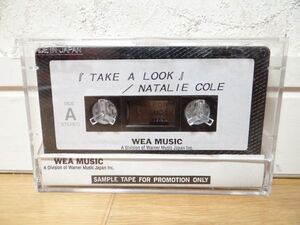 MADE IN JAPAN
『 TAKE A LOOK 』
/ NATALIE COLE
SIDE
A
STEREO
WEA MUSIC
A Division of Warner Music Japan Inc.
WEA MUSIC
A Division of Warner Music Japan Inc.
SAMPLE TAPE FOR PROMOTION ONLY